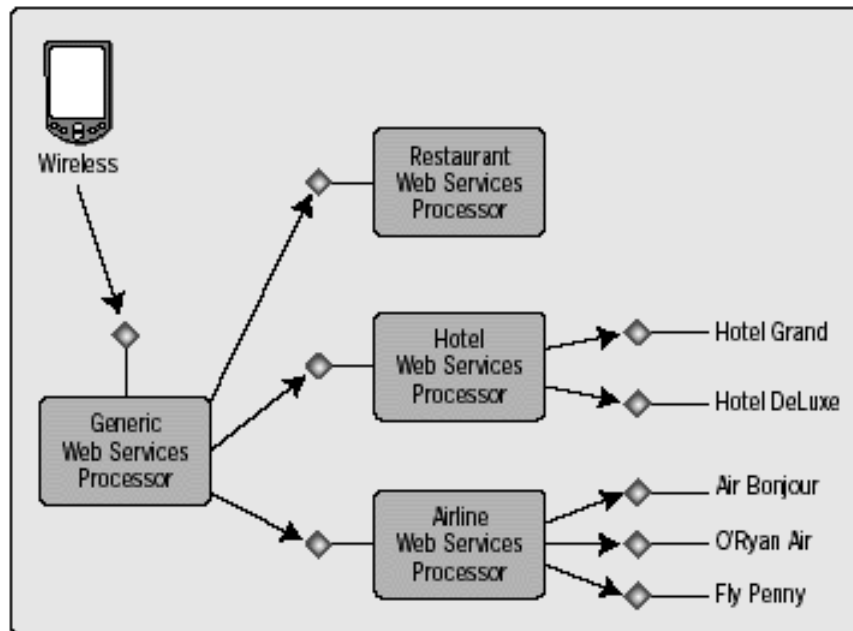 Wireless
Restaurant
Web Services
Processor
Hotel
Web Services
Processor
Hotel Grand
Hotel DeLuxe
Generic
Web Services
Processor
Airline
Web Services
Processor
Air Bonjour
O'Ryan Air
Fly Penny